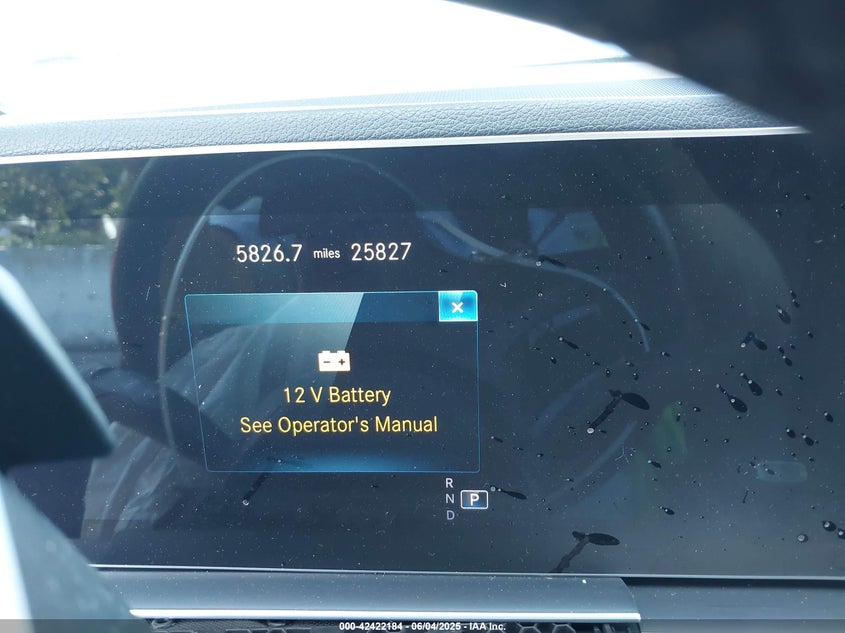 5826.7 miles 25827
×
12 V Battery
See Operator's Manual
R
N P
D
000-42422184 - 06/04/2025 - IAA Inc.